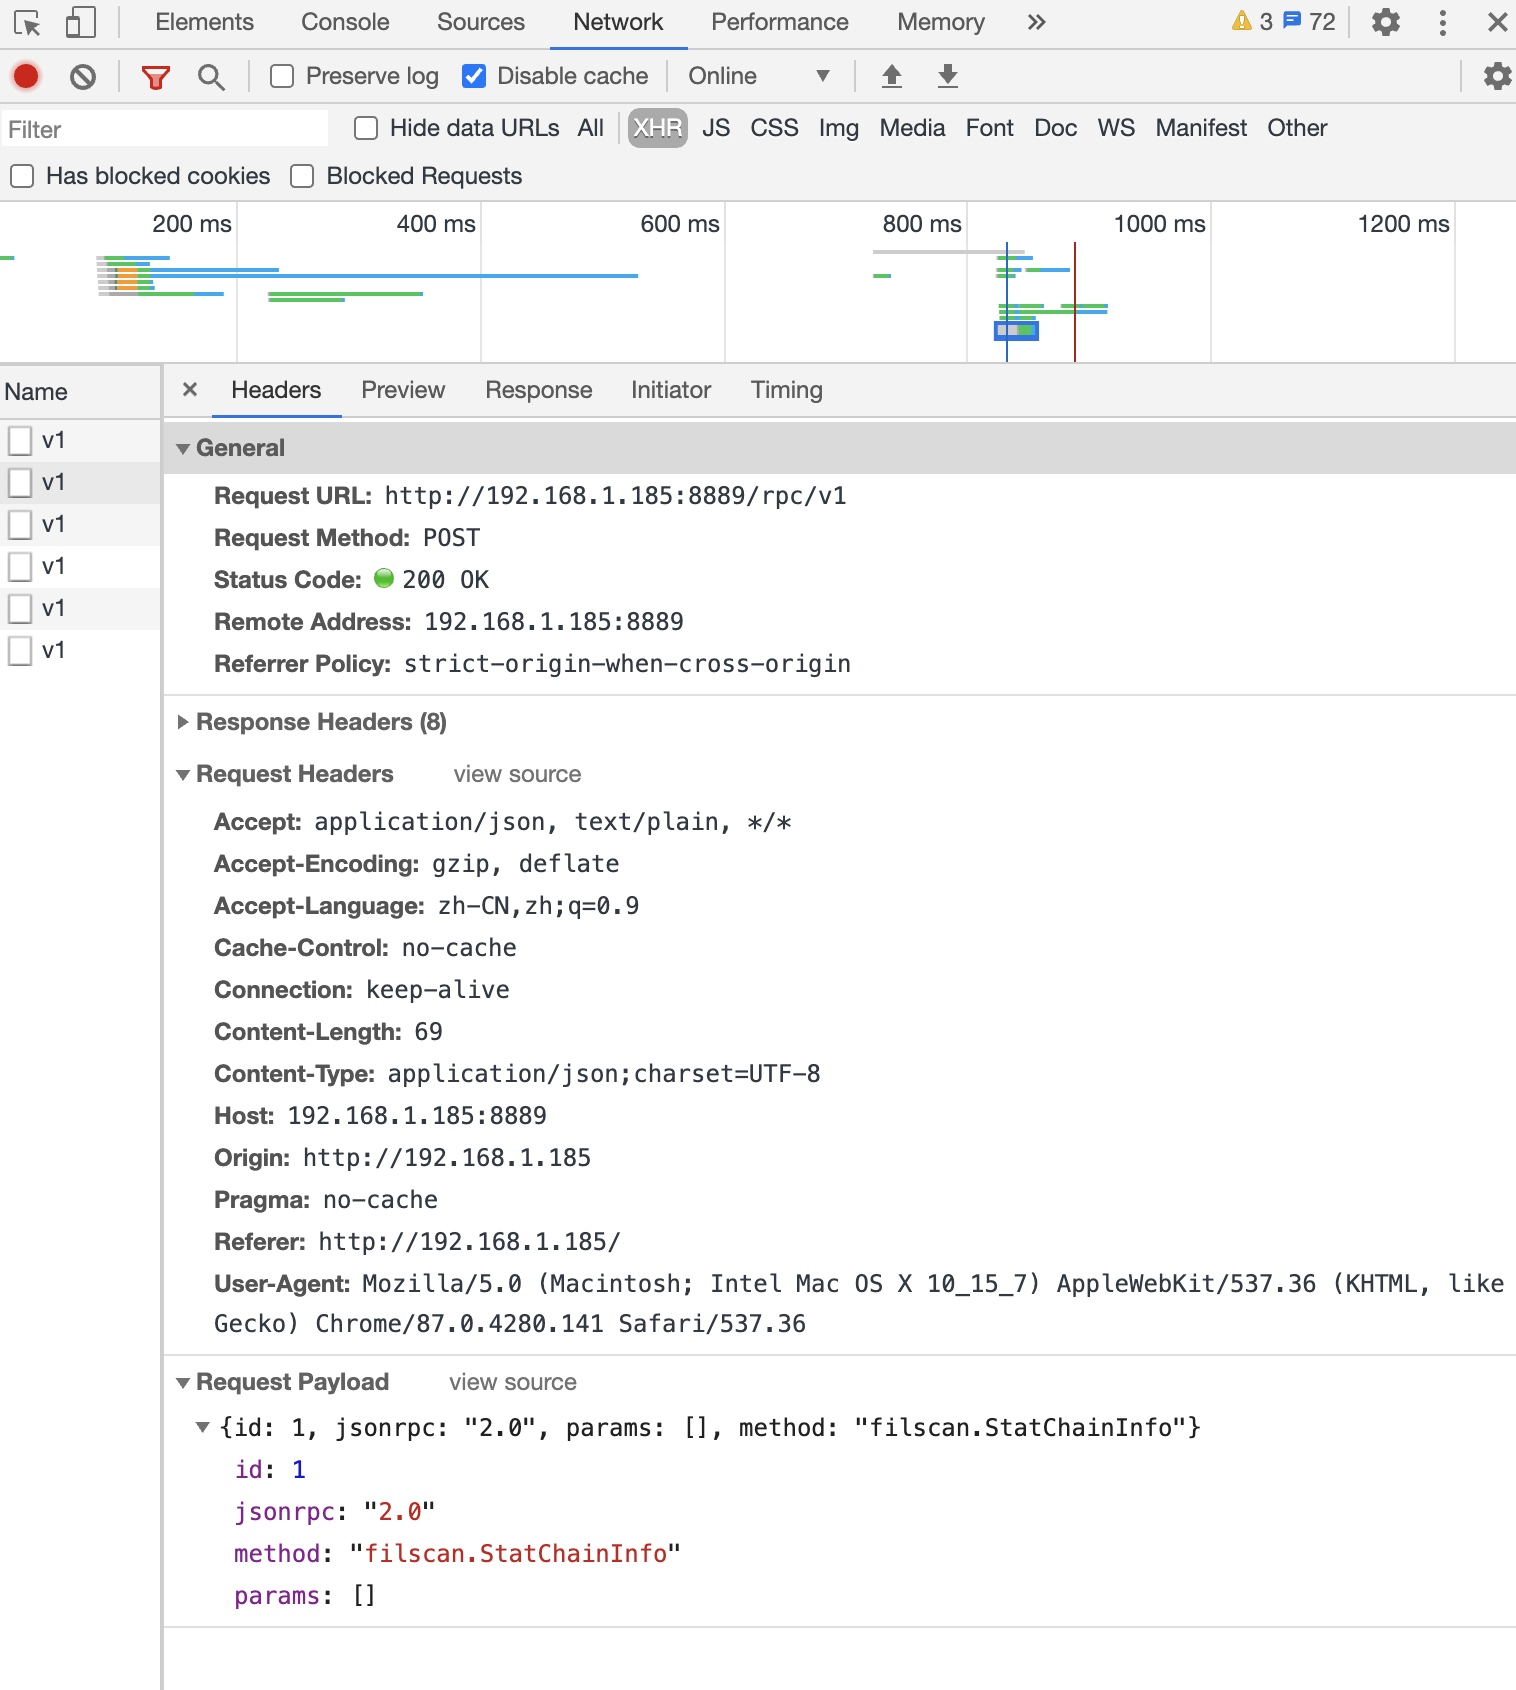 Elements Console Sources Network Performance Memory » 3 72
Preserve log Disable cache Online
Filter Hide data URLs All XHR JS CSS Img Media Font Doc WS Manifest Other
Has blocked cookies Blocked Requests
200 ms 400 ms 600 ms 800 ms 1000 ms 1200 ms
Name
v1
v1
v1
v1
v1
v1
× Headers Preview Response Initiator Timing
General
Request URL: http://192.168.1.185:8889/rpc/v1
Request Method: POST
Status Code: 200 OK
Remote Address: 192.168.1.185:8889
Referrer Policy: strict-origin-when-cross-origin
Response Headers (8)
Request Headers view source
Accept: application/json, text/plain, */*
Accept-Encoding: gzip, deflate
Accept-Language: zh-CN,zh;q=0.9
Cache-Control: no-cache
Connection: keep-alive
Content-Length: 69
Content-Type: application/json;charset=UTF-8
Host: 192.168.1.185:8889
Origin: http://192.168.1.185
Pragma: no-cache
Referer: http://192.168.1.185/
User-Agent: Mozilla/5.0 (Macintosh; Intel Mac OS X 10_15_7) AppleWebKit/537.36 (KHTML, like
Gecko) Chrome/87.0.4280.141 Safari/537.36
Request Payload view source
{id: 1, jsonrpc: "2.0", params: [], method: "filscan.StatChainInfo"}
id: 1
jsonrpc: "2.0"
method: "filscan.StatChainInfo"
params: []